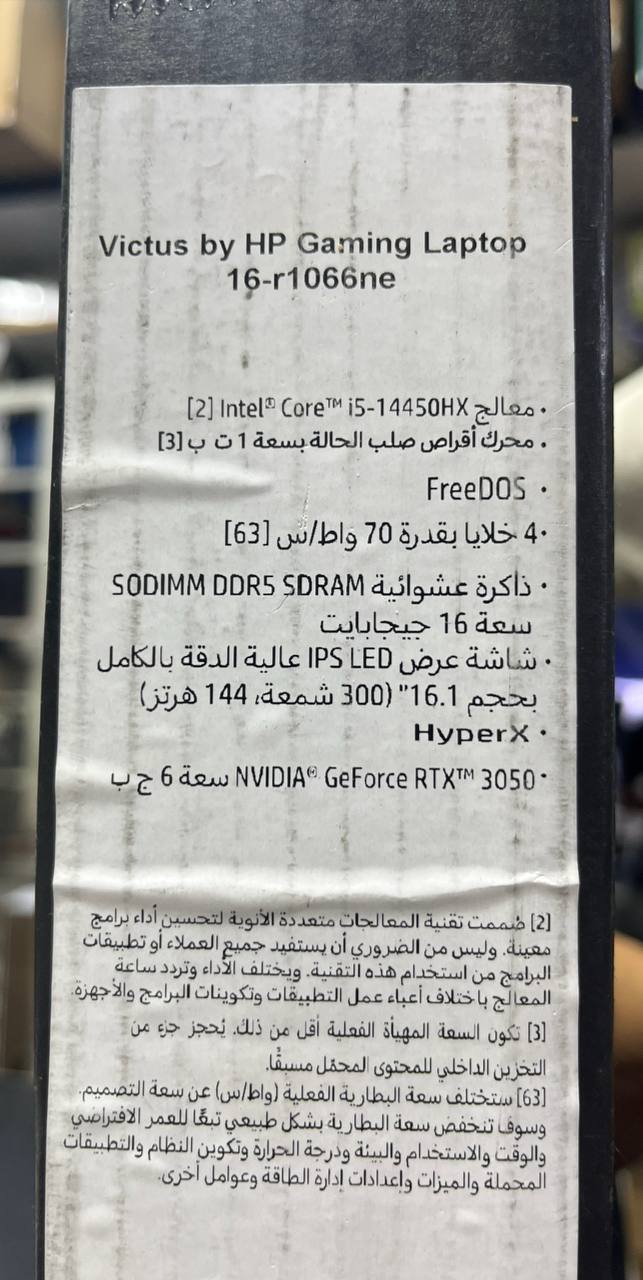 Victus by HP Gaming Laptop
16-r1066ne
• معالج Intel® Core™ i5-14450HX [2]
• محرك أقراص صلب الحالة بسعة 1 ت ب [3]
• FreeDOS
• 4 خلايا بقدرة 70 واط/س [63]
• ذاكرة عشوائية SODIMM DDR5 SDRAM
سعة 16 جيجابايت
• شاشة عرض IPS LED عالية الدقة بالكامل
بحجم 16.1" (300 شمعة، 144 هرتز)
• HyperX
• NVIDIA® GeForce RTX™ 3050 سعة 6 ج ب
[2] صُممت تقنية المعالجات متعددة الأنوية لتحسين أداء برامج
معينة. وليس من الضروري أن يستفيد جميع العملاء أو تطبيقات
البرامج من استخدام هذه التقنية. ويختلف الأداء وتردد ساعة
المعالج باختلاف أعباء عمل التطبيقات وتكوينات البرامج والأجهزة.
[3] تكون السعة المهيأة الفعلية أقل من ذلك. يُحجز جزء من
التخزين الداخلي للمحتوى المحمّل مسبقًا.
[63] ستختلف سعة البطارية الفعلية (واط/س) عن سعة التصميم.
وسوف تنخفض سعة البطارية بشكل طبيعي تبعًا للعمر الافتراضي
والوقت والاستخدام والبيئة ودرجة الحرارة وتكوين النظام والتطبيقات
المحملة والميزات وإعدادات إدارة الطاقة وعوامل أخرى.